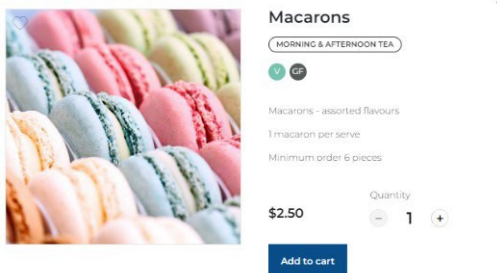 Macarons
MORNING & AFTERNOON TEA
V GF
Macarons - assorted flavours
1 macaron per serve
Minimum order 6 pieces
Quantity
$2.50
− 1 +
Add to cart